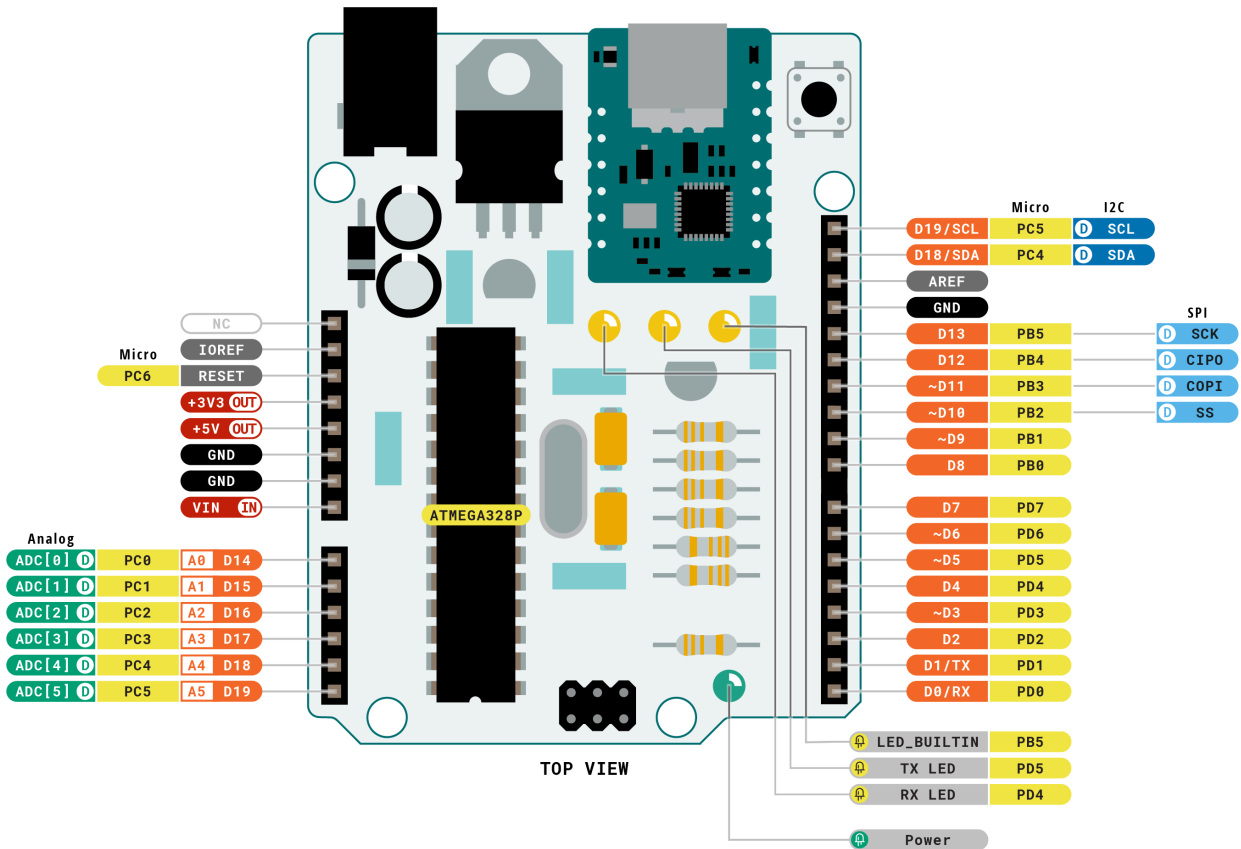 Micro I2C
D19/SCL PC5 D SCL
D18/SDA PC4 D SDA
AREF
GND
SPI
D13 PB5 D SCK
D12 PB4 D CIPO
~D11 PB3 D COPI
~D10 PB2 D SS
~D9 PB1
D8 PB0
D7 PD7
~D6 PD6
~D5 PD5
D4 PD4
~D3 PD3
D2 PD2
D1/TX PD1
D0/RX PD0
NC
IOREF
Micro
PC6 RESET
+3V3 OUT
+5V OUT
GND
GND
VIN IN
ATMEGA328P
Analog
ADC[0] D PC0 A0 D14
ADC[1] D PC1 A1 D15
ADC[2] D PC2 A2 D16
ADC[3] D PC3 A3 D17
ADC[4] D PC4 A4 D18
ADC[5] D PC5 A5 D19
LED_BUILTIN PB5
TX LED PD5
RX LED PD4
Power
TOP VIEW